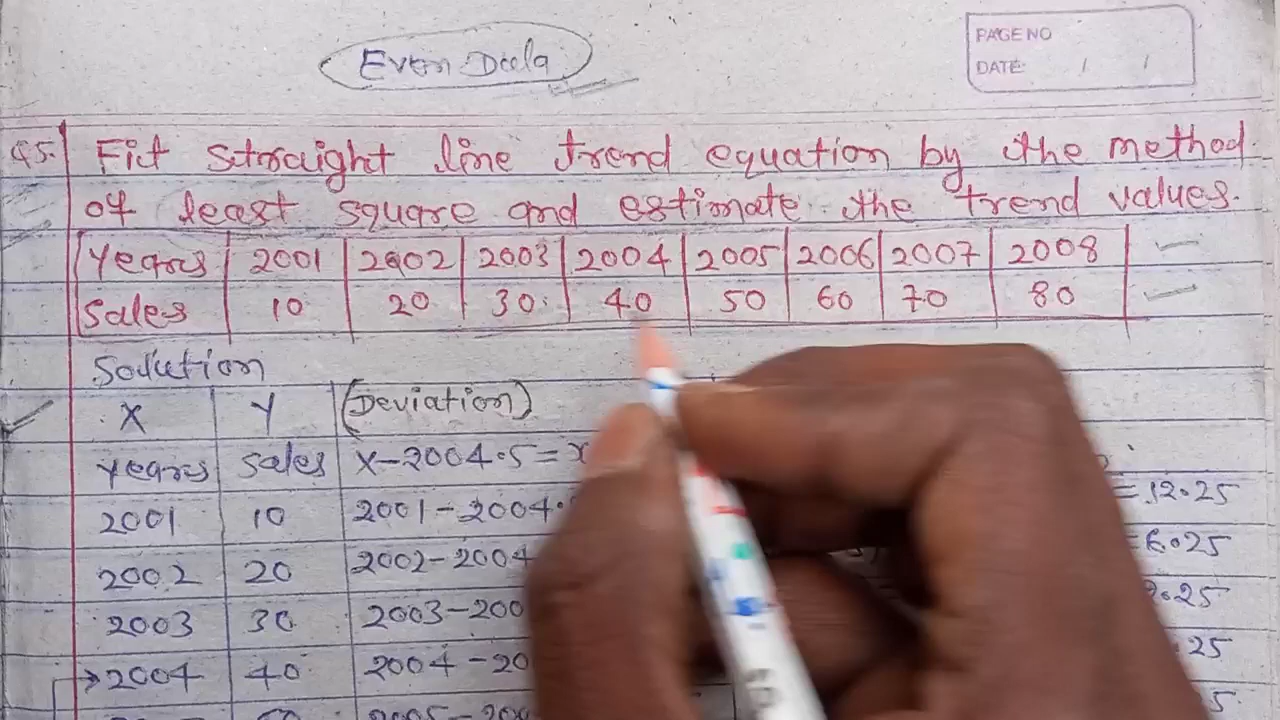 PAGE NO
DATE: / /
Even Data
Q5. Fit straight line trend equation by the method
of least square and estimate the trend values.
Years 2001 2002 2003 2004 2005 2006 2007 2008
Sales 10 20 30 40 50 60 70 80
Solution
X Y (Deviation)
Years Sales X-2004.5=x
2001 10 2001-2004. =12.25
2002 20 2002-2004 =6.25
2003 30 2003-200 .25
2004 40 2004-20 .25